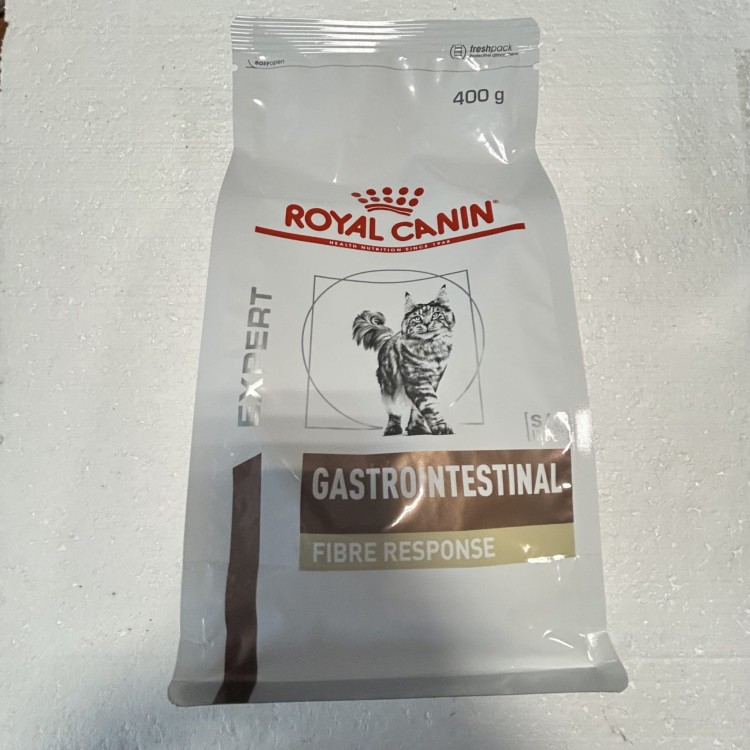 easyopen
freshpack
400 g
ROYAL CANIN®
HEALTH NUTRITION SINCE 1968
EXPERT
GASTROINTESTINAL
FIBRE RESPONSE